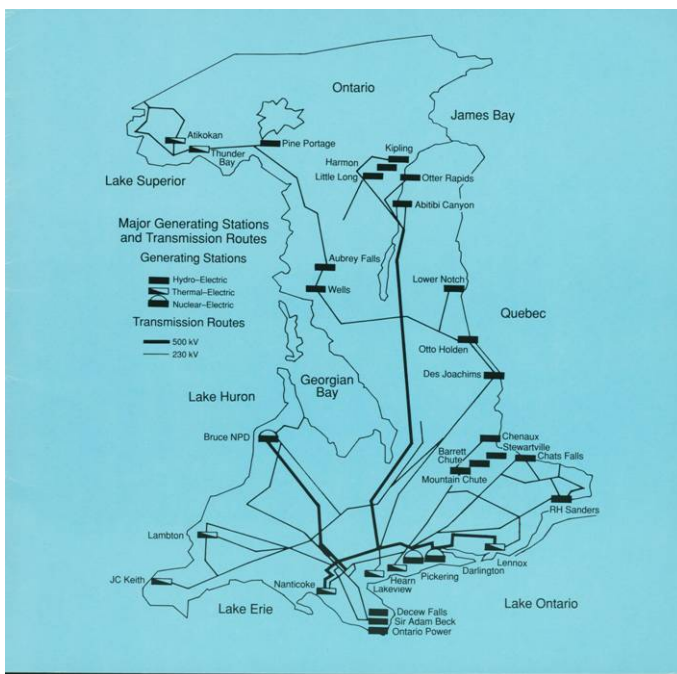 Ontario
James Bay
Atikokan
Thunder
Bay
Pine Portage
Kipling
Harmon
Little Long
Otter Rapids
Lake Superior
Abitibi Canyon
Major Generating Stations
and Transmission Routes
Generating Stations
Hydro–Electric
Thermal–Electric
Nuclear–Electric
Transmission Routes
500 kV
230 kV
Aubrey Falls
Wells
Lower Notch
Quebec
Otto Holden
Des Joachims
Georgian
Bay
Lake Huron
Bruce NPD
Chenaux
Stewartville
Barrett
Chute
Chats Falls
Mountain Chute
RH Sanders
Lambton
JC Keith
Nanticoke
Lennox
Darlington
Pickering
Hearn
Lakeview
Lake Erie
Lake Ontario
Decew Falls
Sir Adam Beck
Ontario Power